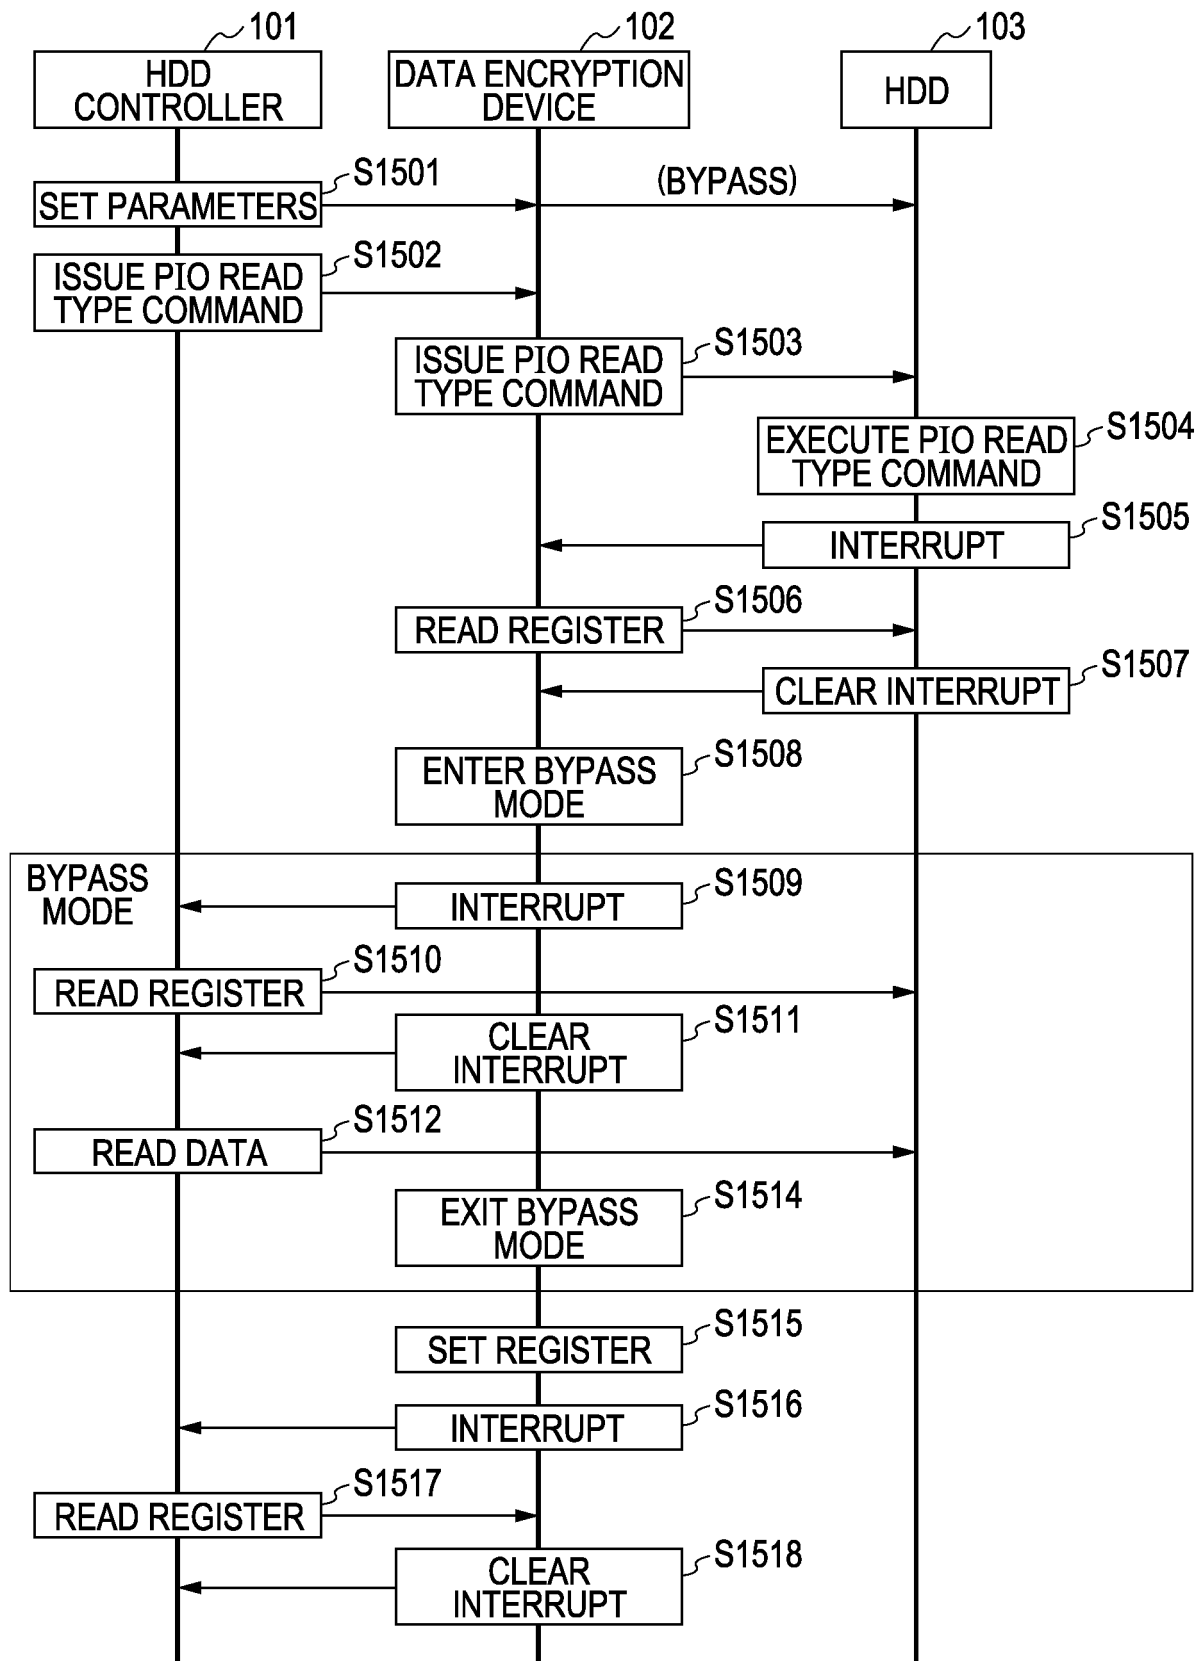 101
102
103
HDD
CONTROLLER
DATA ENCRYPTION
DEVICE
HDD
S1501
SET PARAMETERS
(BYPASS)
S1502
ISSUE PIO READ
TYPE COMMAND
S1503
ISSUE PIO READ
TYPE COMMAND
S1504
EXECUTE PIO READ
TYPE COMMAND
S1505
INTERRUPT
S1506
READ REGISTER
S1507
CLEAR INTERRUPT
S1508
ENTER BYPASS
MODE
BYPASS
MODE
S1509
INTERRUPT
S1510
READ REGISTER
S1511
CLEAR
INTERRUPT
S1512
READ DATA
S1514
EXIT BYPASS
MODE
S1515
SET REGISTER
S1516
INTERRUPT
S1517
READ REGISTER
S1518
CLEAR
INTERRUPT